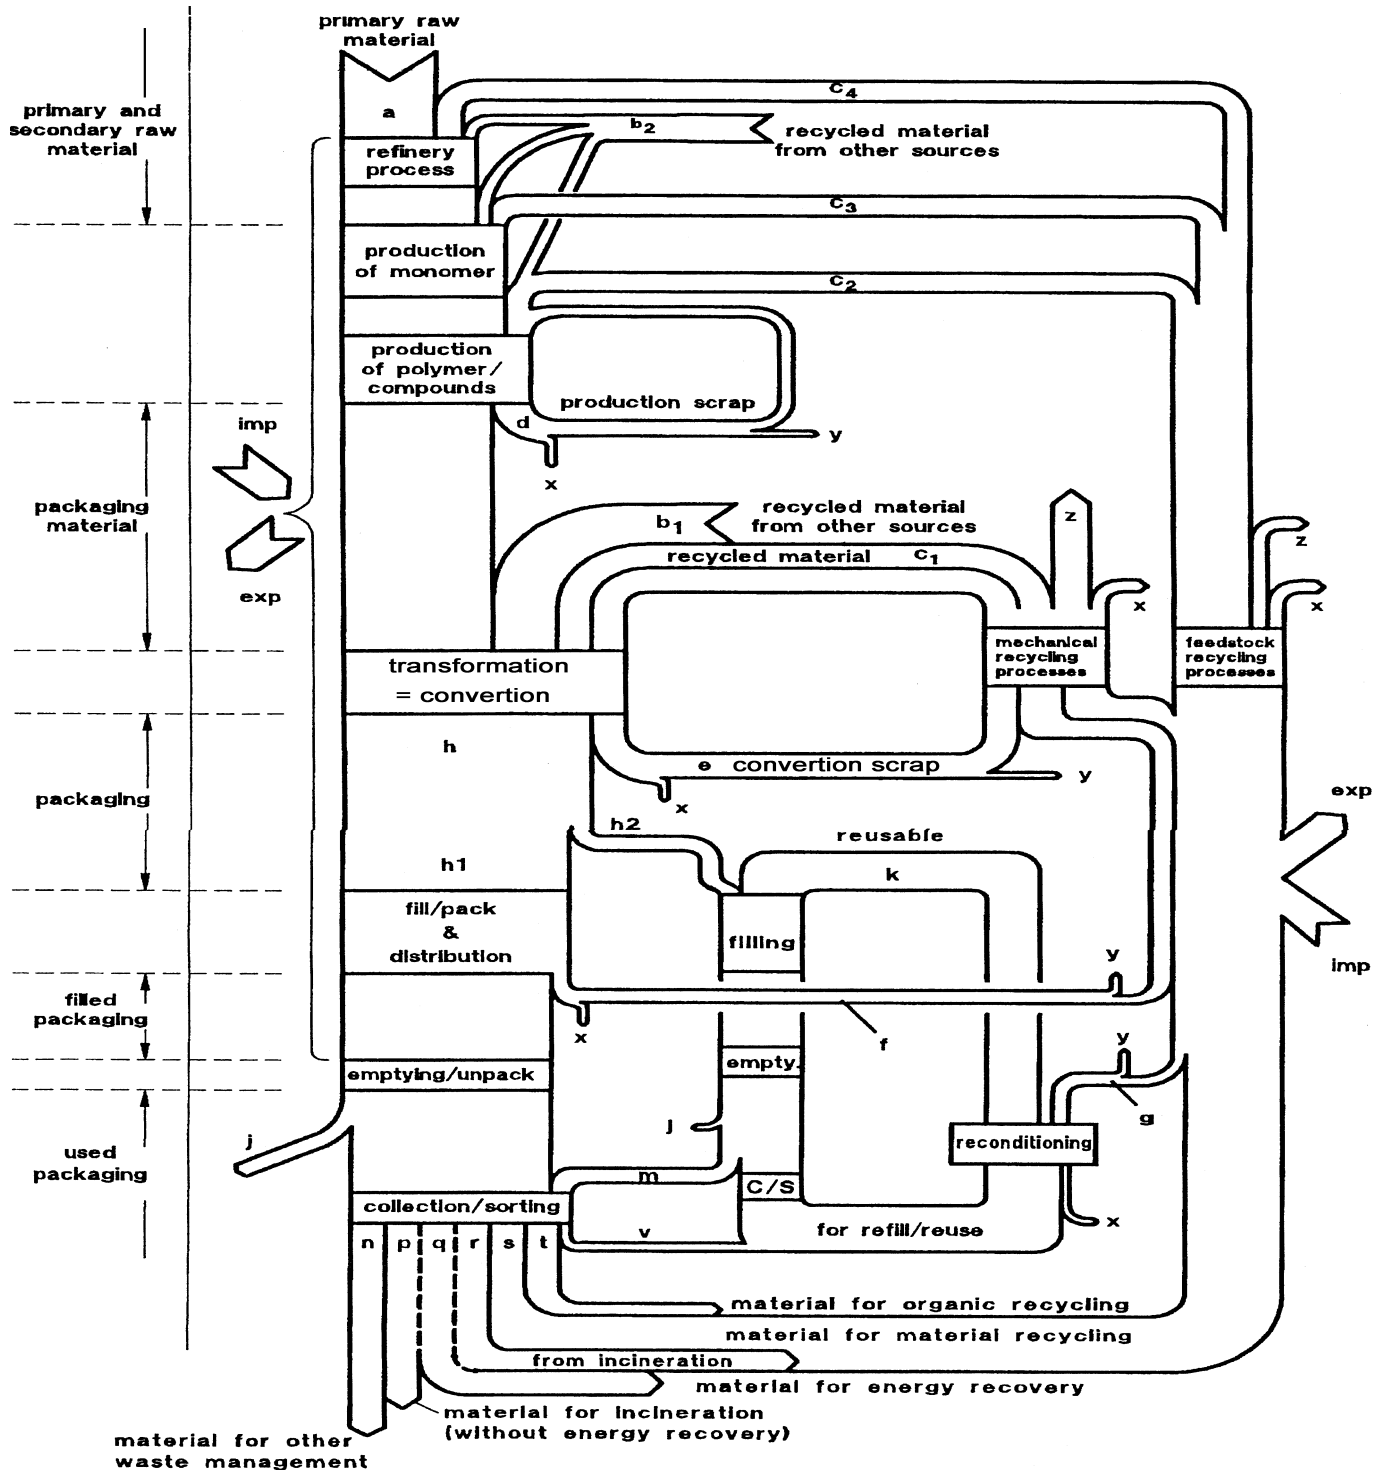 primary raw
material
a
c4
b2
recycled material
from other sources
primary and
secondary raw
material
refinery
process
c3
production
of monomer
c2
production
of polymer/
compounds
production scrap
d
y
x
imp
exp
packaging
material
b1
recycled material
from other sources
recycled material
c1
z
z
x
x
mechanical
recycling
processes
feedstock
recycling
processes
transformation
= convertion
h
e
convertion scrap
y
x
packaging
h2
reusable
k
exp
imp
h1
fill/pack
&
distribution
filling
y
filled
packaging
x
f
y
emptying/unpack
empty.
g
j
j
reconditioning
used
packaging
m
C/S
collection/sorting
x
v
for refill/reuse
n
p
q
r
s
t
material for organic recycling
material for material recycling
from incineration
material for energy recovery
material for incineration
(without energy recovery)
material for other
waste management